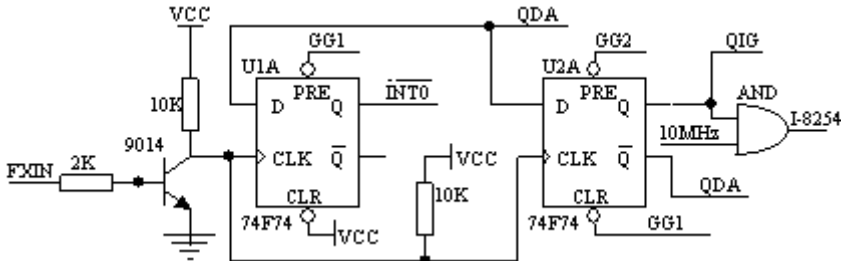 VCC
QDA
GG1
GG2
QIG
U1A
U2A
AND
D
PRE
Q
INT0
D
PRE
Q
I-8254
10K
10MHz
9014
CLK
Q
VCC
CLK
Q
FXIN
2K
10K
QDA
CLR
CLR
74F74
VCC
74F74
GG1